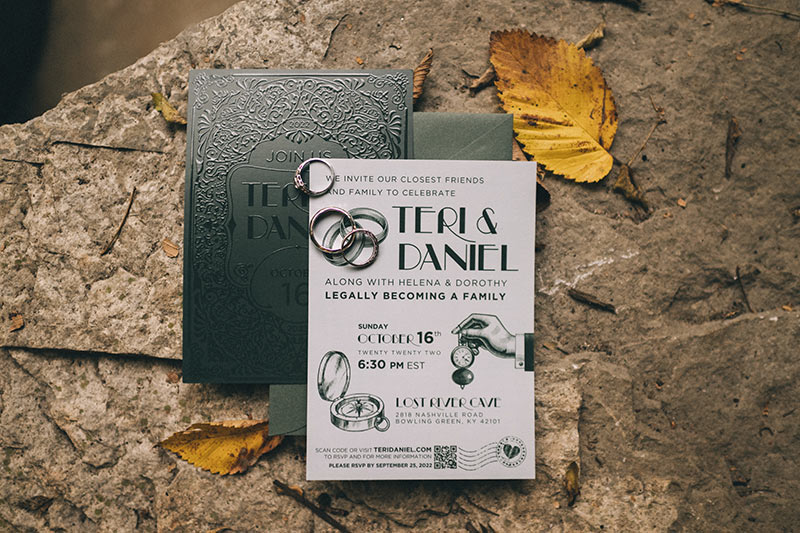 JOIN US
TERI
DAN
OCTOBER
16
WE INVITE OUR CLOSEST FRIENDS
AND FAMILY TO CELEBRATE
TERI &
DANIEL
ALONG WITH HELENA & DOROTHY
LEGALLY BECOMING A FAMILY
SUNDAY
OCTOBER 16th
TWENTY TWENTY TWO
6:30 PM EST
LOST RIVER CAVE
2818 NASHVILLE ROAD
BOWLING GREEN, KY 42101
SCAN CODE OR VISIT TERIDANIEL.COM
TO RSVP AND FOR MORE INFORMATION
PLEASE RSVP BY SEPTEMBER 25, 2022